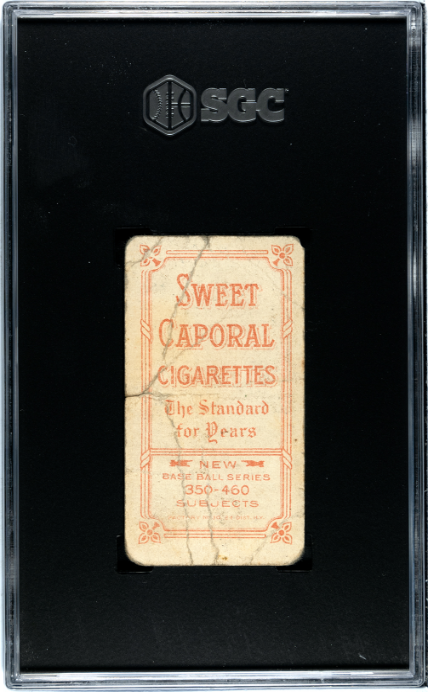 SGC
SWEET
CAPORAL
CIGARETTES
The Standard
for Years
NEW
BASE BALL SERIES
350-460
SUBJECTS